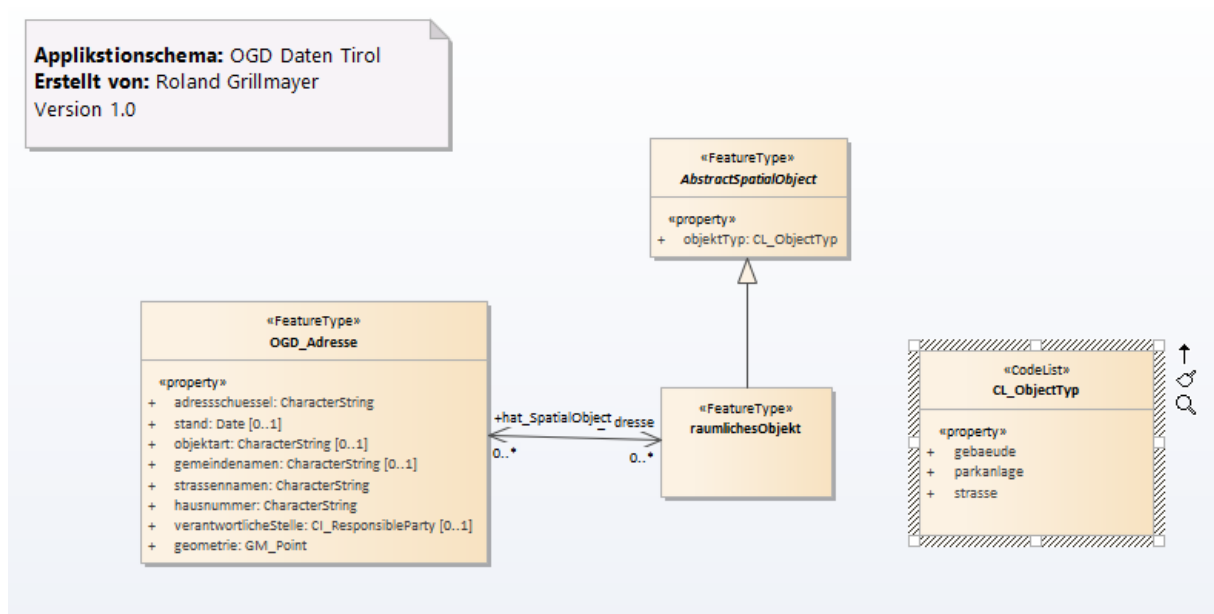 Applikstionschema: OGD Daten Tirol
Erstellt von: Roland Grillmayer
Version 1.0
«FeatureType»
AbstractSpatialObject
«property»
+ objektTyp: CL_ObjectTyp
«FeatureType»
OGD_Adresse
«property»
+ adressschuessel: CharacterString
+ stand: Date [0..1]
+ objektart: CharacterString [0..1]
+ gemeindenamen: CharacterString [0..1]
+ strassennamen: CharacterString
+ hausnummer: CharacterString
+ verantwortlicheStelle: CI_ResponsibleParty [0..1]
+ geometrie: GM_Point
+hat_SpatialObject dresse
0..* 0..*
«FeatureType»
raumlichesObjekt
«CodeList»
CL_ObjectTyp
«property»
+ gebaeude
+ parkanlage
+ strasse